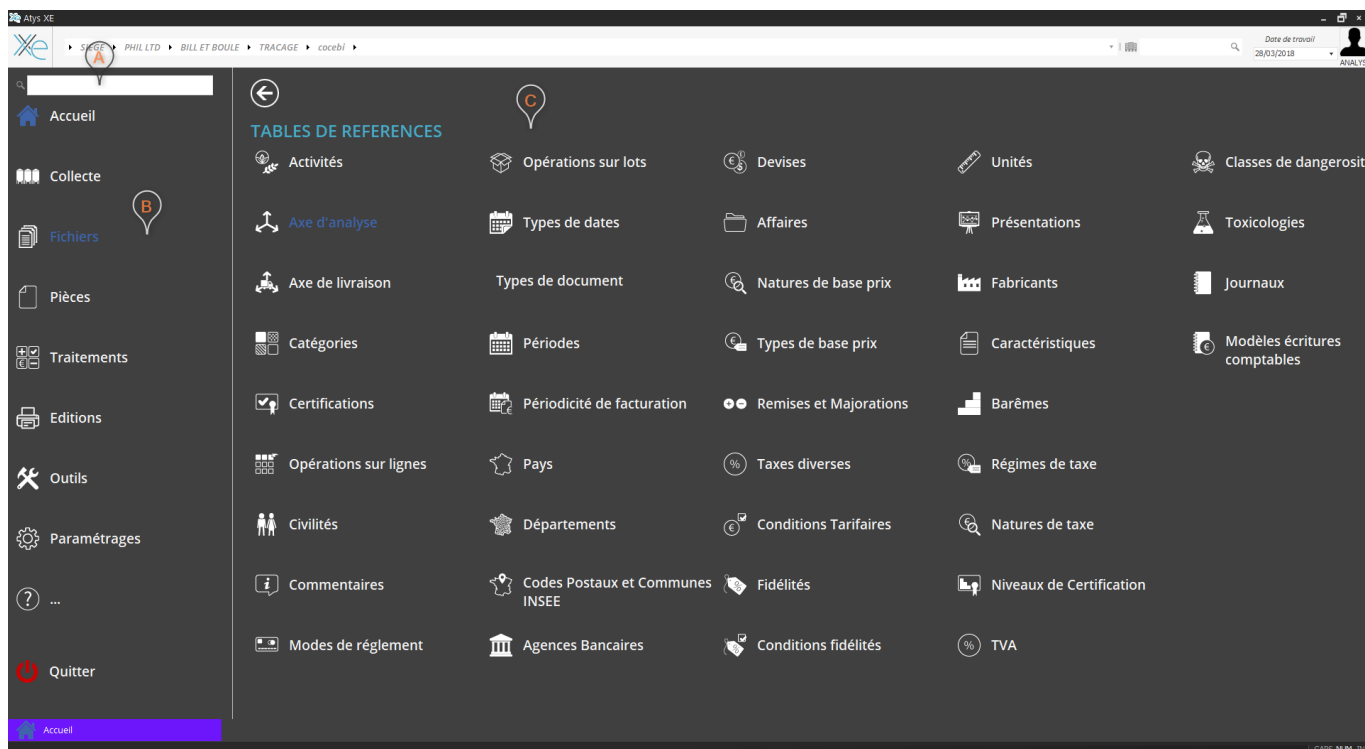 Atys XE
Xe
SIEGE PHIL LTD BILL ET BOULE TRACAGE cocebi
Date de travail
28/03/2018
ANALYS
A
Accueil
Collecte
B
Fichiers
Pièces
Traitements
Editions
Outils
Paramétrages
...
Quitter
Accueil
C
TABLES DE REFERENCES
Activités
Axe d'analyse
Axe de livraison
Catégories
Certifications
Opérations sur lignes
Civilités
Commentaires
Modes de réglement
Opérations sur lots
Types de dates
Types de document
Périodes
Périodicité de facturation
Pays
Départements
Codes Postaux et Communes
INSEE
Agences Bancaires
Devises
Affaires
Natures de base prix
Types de base prix
Remises et Majorations
Taxes diverses
Conditions Tarifaires
Fidélités
Conditions fidélités
Unités
Présentations
Fabricants
Caractéristiques
Barêmes
Régimes de taxe
Natures de taxe
Niveaux de Certification
TVA
Classes de dangerosit
Toxicologies
Journaux
Modèles écritures
comptables